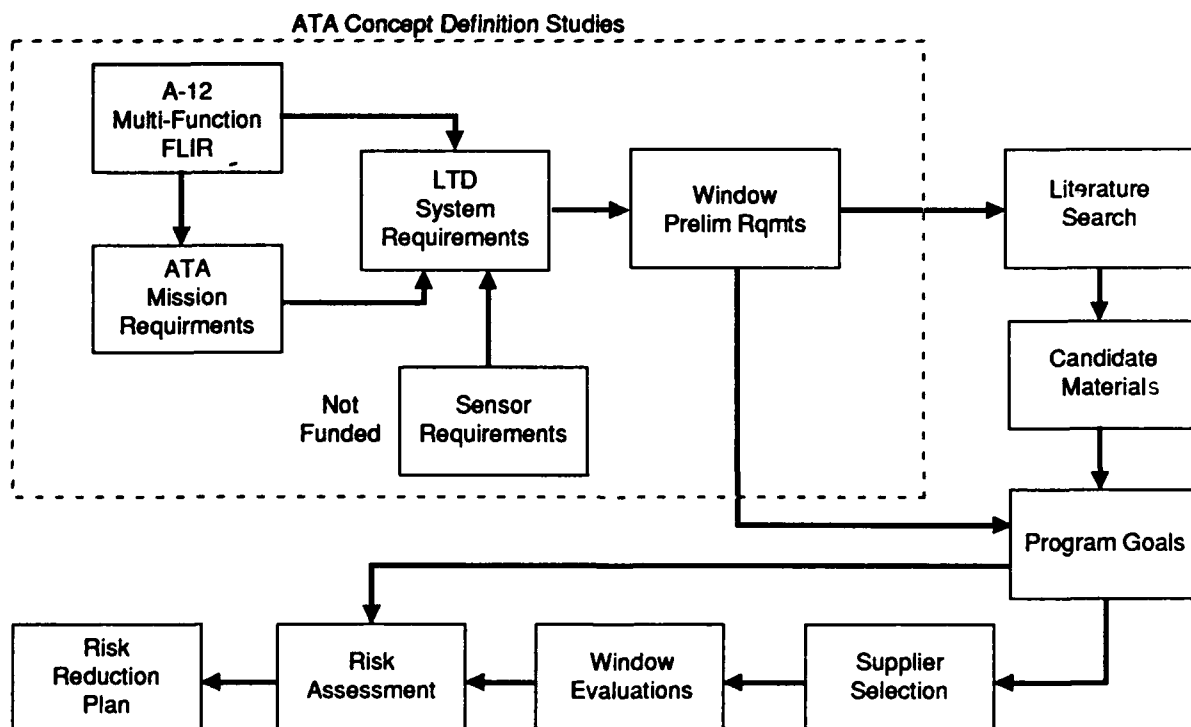 ATA Concept Definition Studies
A-12
Multi-Function
FLIR
LTD
System
Requirements
Window
Prelim Rqmts
Literature
Search
ATA
Mission
Requirments
Candidate
Materials
Not
Funded
Sensor
Requirements
Program Goals
Risk
Reduction
Plan
Risk
Assessment
Window
Evaluations
Supplier
Selection